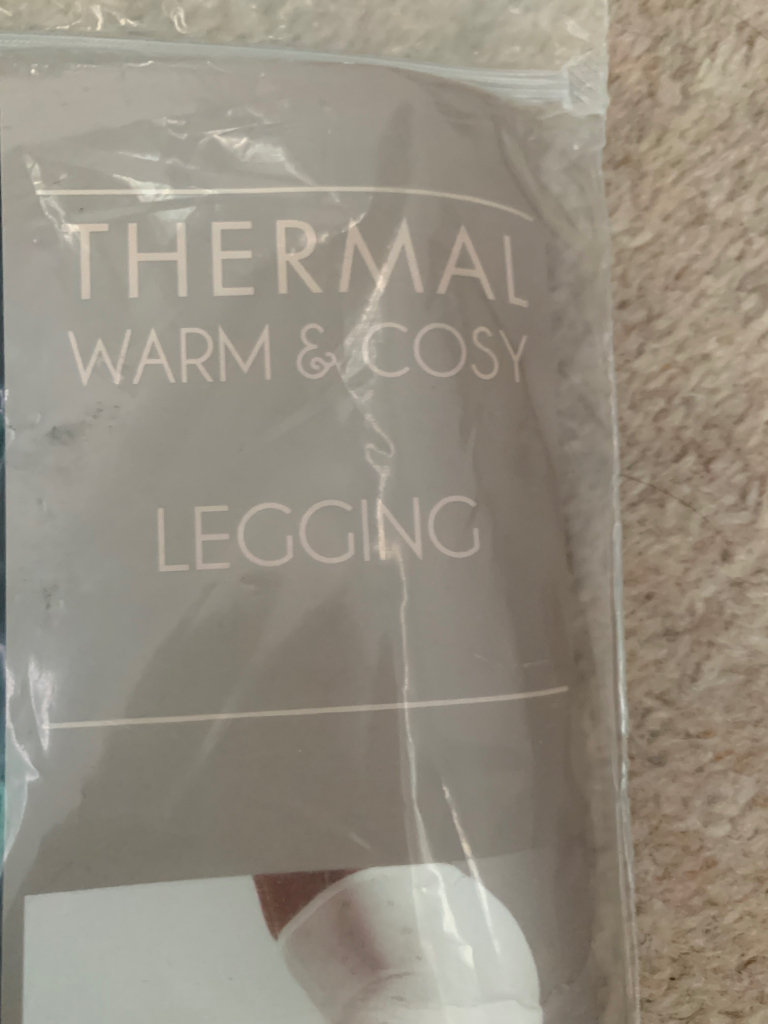 THERMAL
WARM & COSY
LEGGING